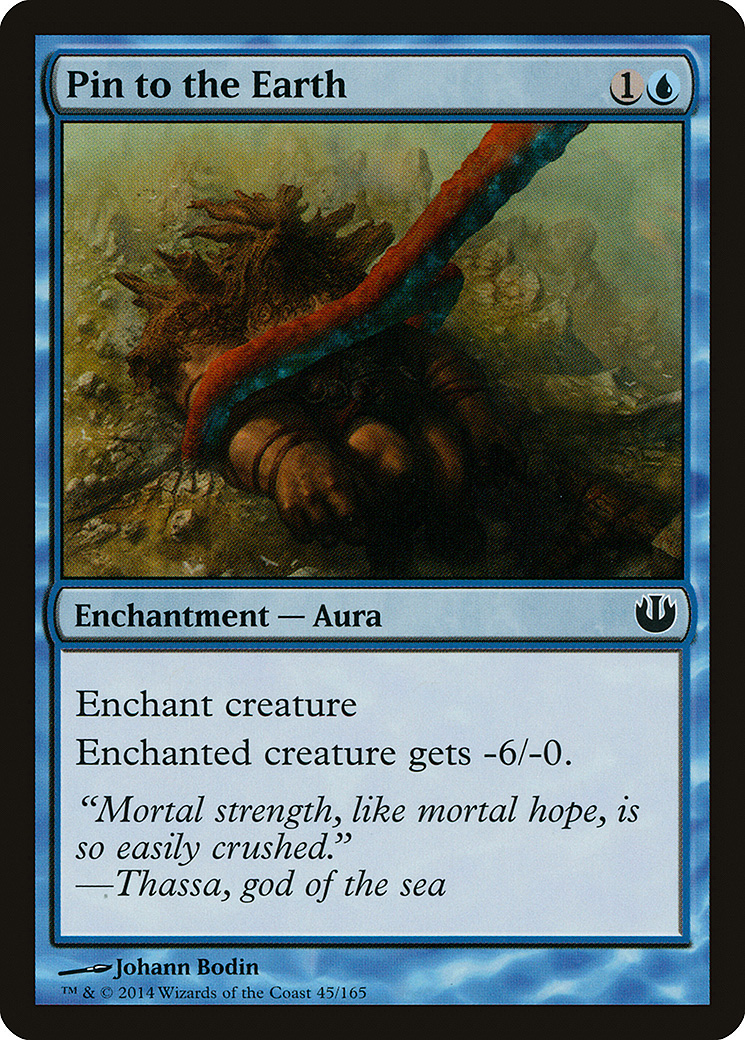 Pin to the Earth 1
Enchantment — Aura
Enchant creature
Enchanted creature gets -6/-0.
“Mortal strength, like mortal hope, is
so easily crushed.”
—Thassa, god of the sea
Johann Bodin
™ & © 2014 Wizards of the Coast 45/165